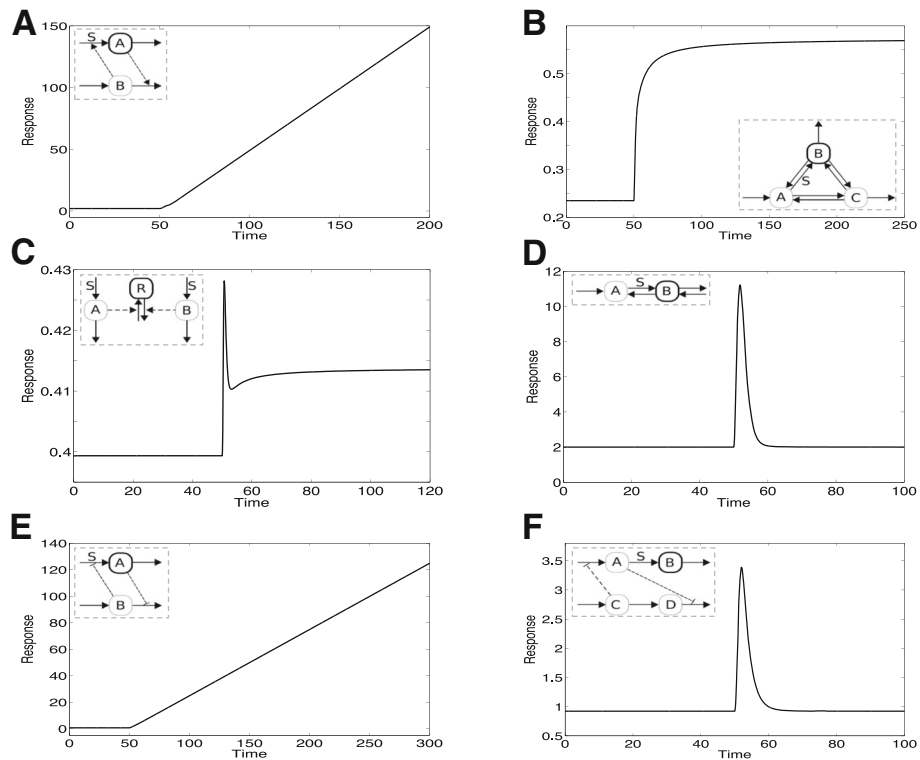 A
150
100
50
0
0 50 100 150 200
Response
Time
S A
B
B
0.5
0.4
0.3
0.2
0 50 100 150 200 250
Response
Time
B
S
A C
C
0.43
0.42
0.41
0.4
0 20 40 60 80 100 120
Response
Time
S R S
A B
D
12
10
8
6
4
2
0
0 20 40 60 80 100
Response
Time
A S B
E
140
120
100
80
60
40
20
0
0 50 100 150 200 250 300
Response
Time
S A
B
F
3.5
3
2.5
2
1.5
1
0.5
0 20 40 60 80 100
Response
Time
A S B
C D